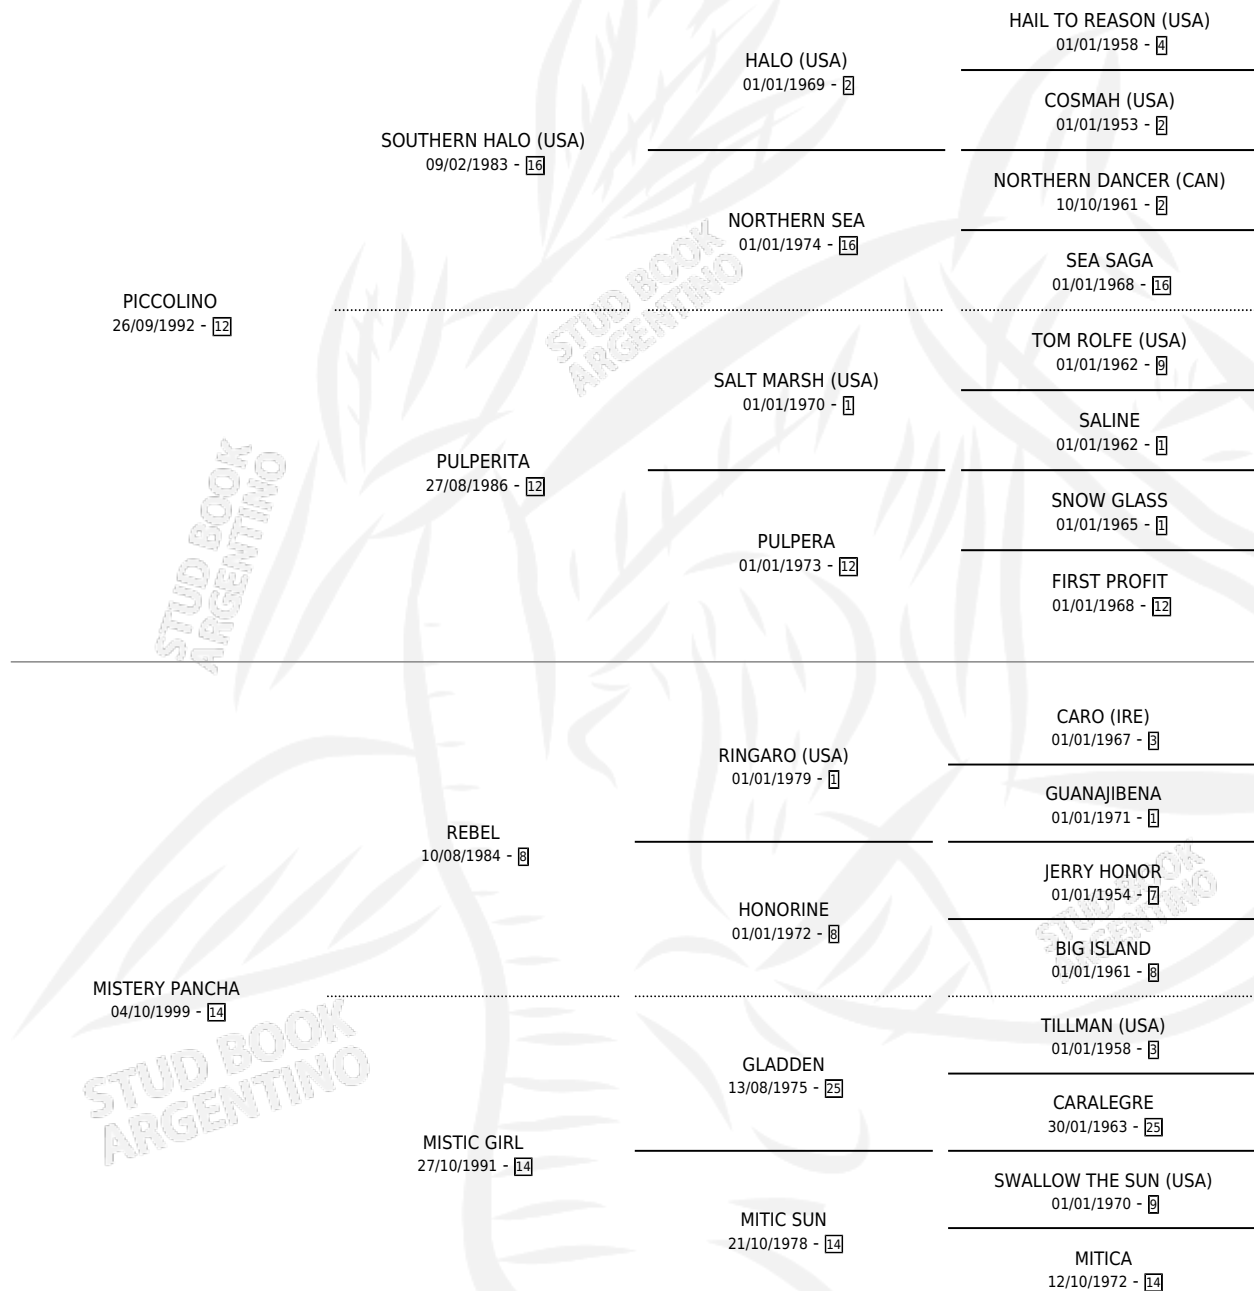 HAIL TO REASON (USA)
01/01/1958 - 4
HALO (USA)
01/01/1969 - 2
COSMAH (USA)
01/01/1953 - 2
SOUTHERN HALO (USA)
09/02/1983 - 16
NORTHERN DANCER (CAN)
10/10/1961 - 2
NORTHERN SEA
01/01/1974 - 16
SEA SAGA
01/01/1968 - 16
PICCOLINO
26/09/1992 - 12
STUD BOOK
ARGENTINO
TOM ROLFE (USA)
01/01/1962 - 9
SALT MARSH (USA)
01/01/1970 - 1
SALINE
01/01/1962 - 1
PULPERITA
27/08/1986 - 12
SNOW GLASS
01/01/1965 - 1
PULPERA
01/01/1973 - 12
FIRST PROFIT
01/01/1968 - 12
STUD BOOK
ARGENTINO
CARO (IRE)
01/01/1967 - 3
RINGARO (USA)
01/01/1979 - 1
GUANAJIBENA
01/01/1971 - 1
REBEL
10/08/1984 - 8
JERRY HONOR
01/01/1954 - 7
HONORINE
01/01/1972 - 8
BIG ISLAND
01/01/1961 - 8
STUD BOOK
ARGENTINO
MISTERY PANCHA
04/10/1999 - 14
STUD BOOK
ARGENTINO
TILLMAN (USA)
01/01/1958 - 3
GLADDEN
13/08/1975 - 25
CARALEGRE
30/01/1963 - 25
MISTIC GIRL
27/10/1991 - 14
SWALLOW THE SUN (USA)
01/01/1970 - 9
MITIC SUN
21/10/1978 - 14
MITICA
12/10/1972 - 14